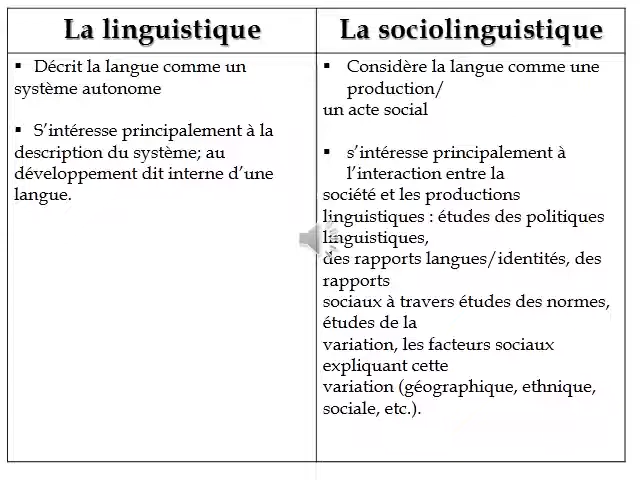 La linguistique
▪ Décrit la langue comme un
système autonome
▪ S’intéresse principalement à la
description du système; au
développement dit interne d’une
langue.
La sociolinguistique
▪ Considère la langue comme une
production/
un acte social
▪ s’intéresse principalement à
l’interaction entre la
société et les productions
linguistiques : études des politiques
linguistiques,
des rapports langues/identités, des
rapports
sociaux à travers études des normes,
études de la
variation, les facteurs sociaux
expliquant cette
variation (géographique, ethnique,
sociale, etc.).